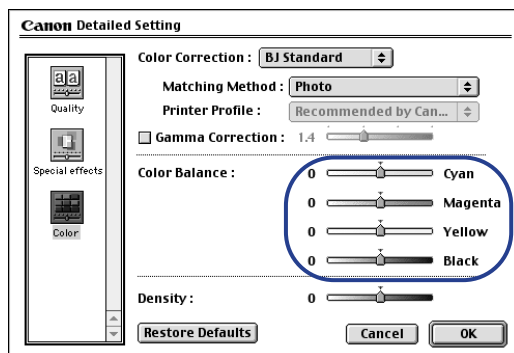 Canon Detailed Setting
Quality
Special effects
Color
Color Correction : BJ Standard
Matching Method : Photo
Printer Profile : Recommended by Can...
Gamma Correction : 1.4
Color Balance : 0 Cyan
0 Magenta
0 Yellow
0 Black
Density : 0
Restore Defaults Cancel OK